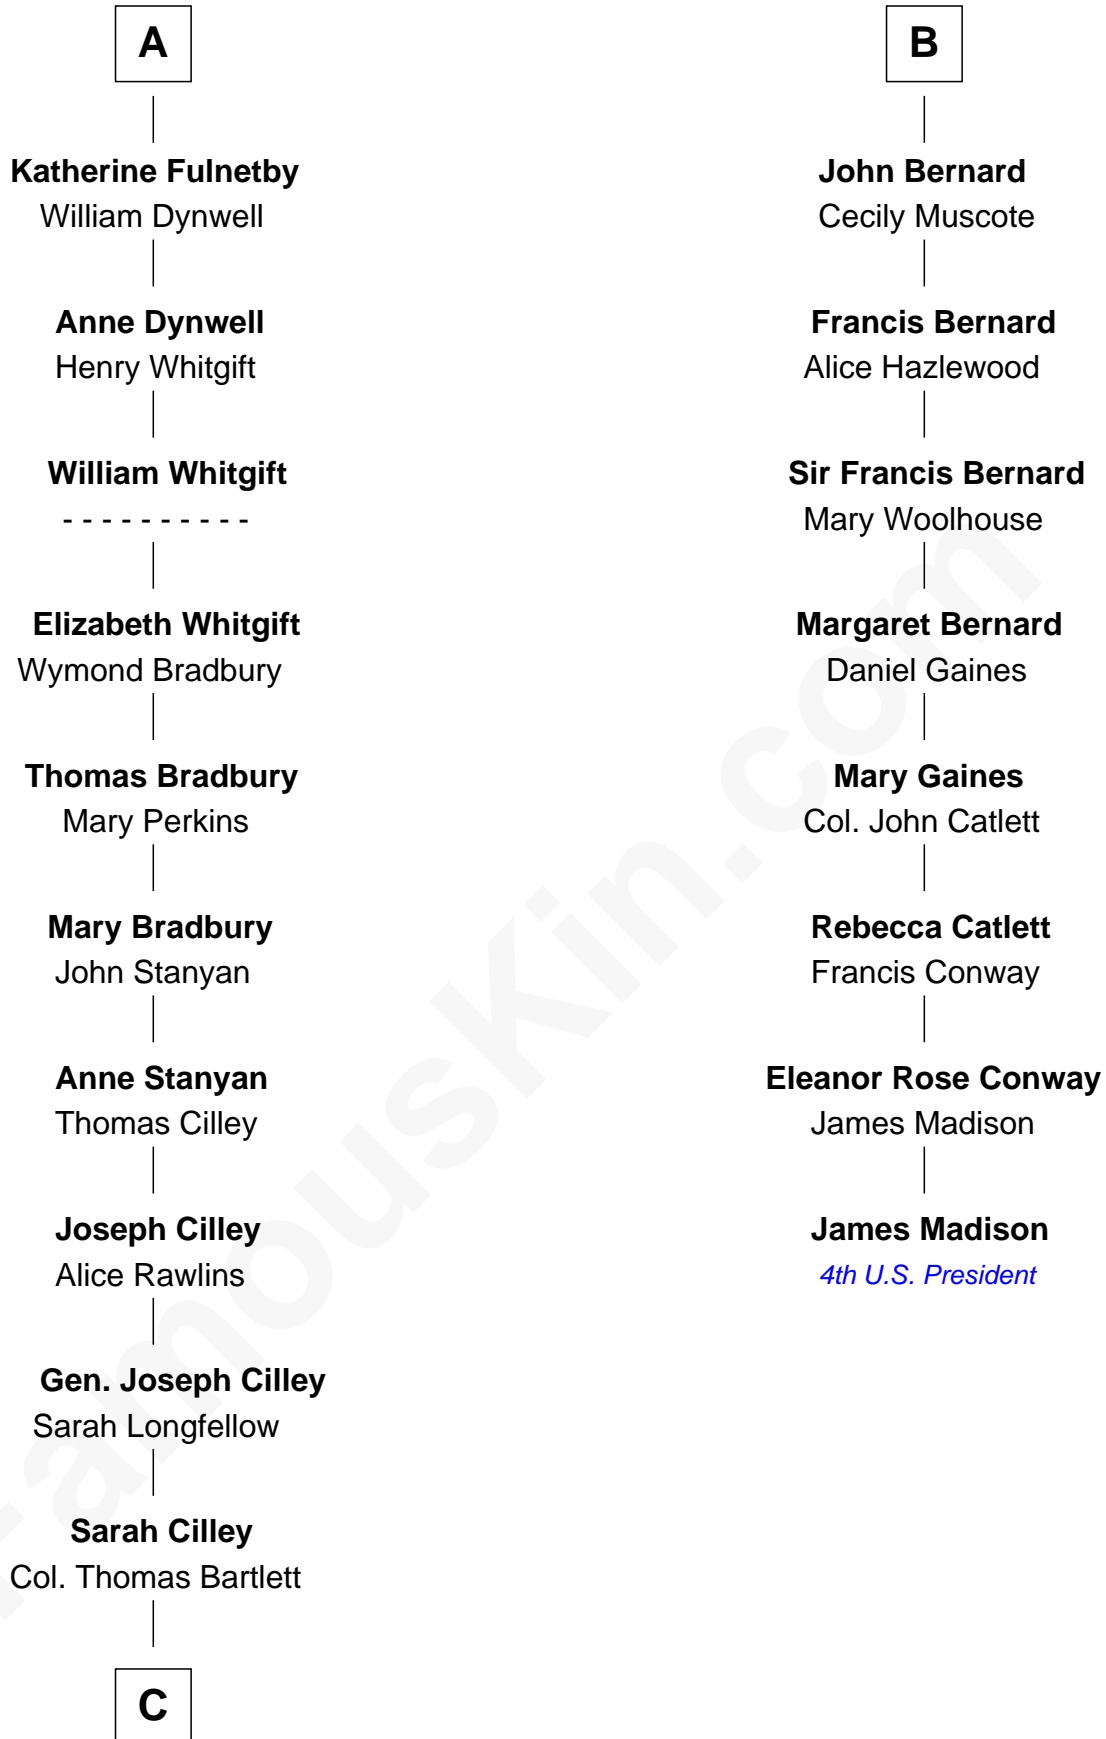 A
Katherine Fulnetby
William Dynwell
Anne Dynwell
Henry Whitgift
William Whitgift
- - - - - - - - - -
Elizabeth Whitgift
Wymond Bradbury
Thomas Bradbury
Mary Perkins
Mary Bradbury
John Stanyan
Anne Stanyan
Thomas Cilley
Joseph Cilley
Alice Rawlins
Gen. Joseph Cilley
Sarah Longfellow
Sarah Cilley
Col. Thomas Bartlett
C
B
John Bernard
Cecily Muscote
Francis Bernard
Alice Hazlewood
Sir Francis Bernard
Mary Woolhouse
Margaret Bernard
Daniel Gaines
Mary Gaines
Col. John Catlett
Rebecca Catlett
Francis Conway
Eleanor Rose Conway
James Madison
James Madison
4th U.S. President
FamousKin.com